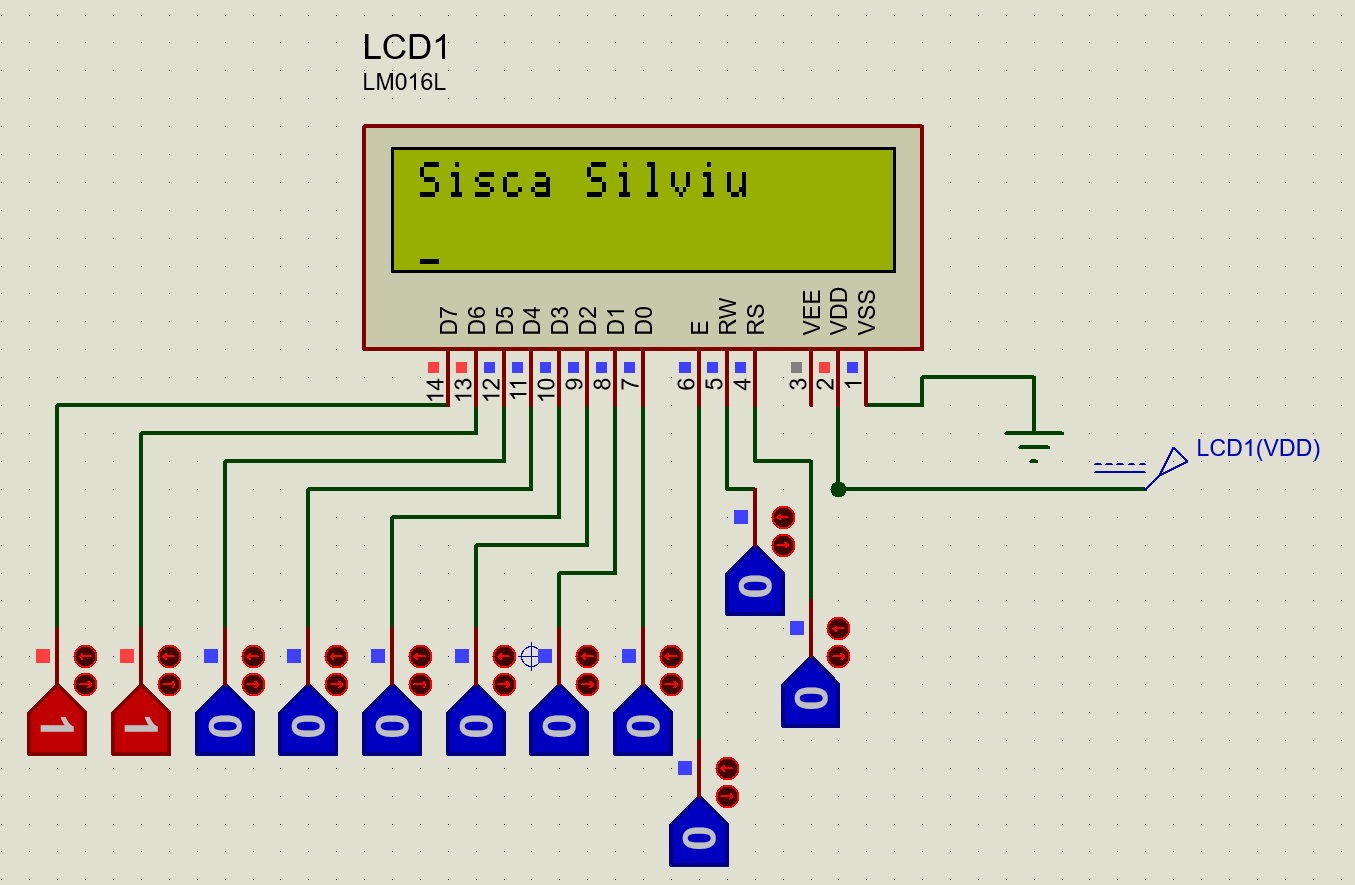 LCD1
LM016L
Sisca Silviu
_
D7 D6 D5 D4 D3 D2 D1 D0 E RW RS VEE VDD VSS
14 13 12 11 10 9 8 7 6 5 4 3 2 1
LCD1(VDD)
0
0
1 1 0 0 0 0 0 0
0